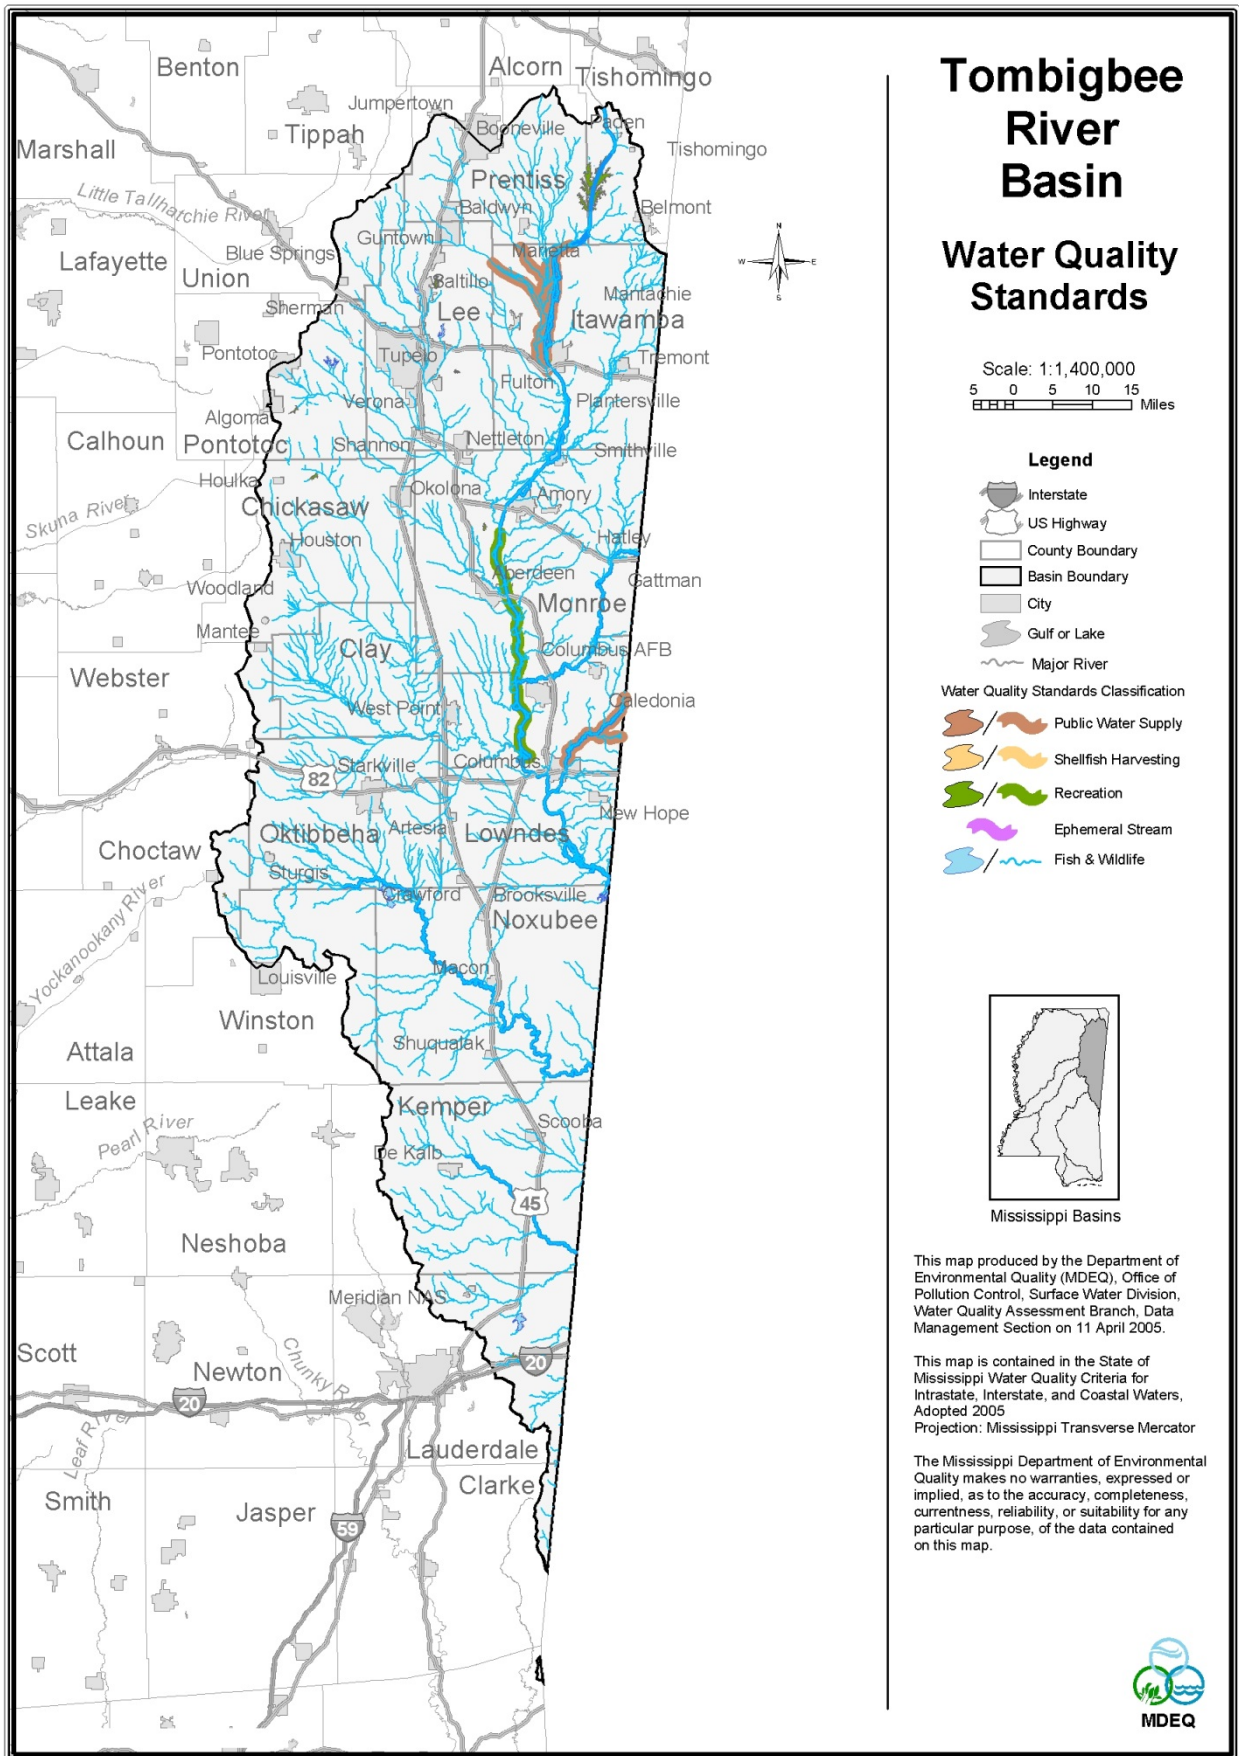 Tombigbee
River
Basin
Water Quality
Standards
Scale: 1:1,400,000
5 0 5 10 15
Miles
Legend
Interstate
US Highway
County Boundary
Basin Boundary
City
Gulf or Lake
Major River
Water Quality Standards Classification
Public Water Supply
Shellfish Harvesting
Recreation
Ephemeral Stream
Fish & Wildlife
Mississippi Basins
This map produced by the Department of
Environmental Quality (MDEQ), Office of
Pollution Control, Surface Water Division,
Water Quality Assessment Branch, Data
Management Section on 11 April 2005.
This map is contained in the State of
Mississippi Water Quality Criteria for
Intrastate, Interstate, and Coastal Waters,
Adopted 2005
Projection: Mississippi Transverse Mercator
The Mississippi Department of Environmental
Quality makes no warranties, expressed or
implied, as to the accuracy, completeness,
currentness, reliability, or suitability for any
particular purpose, of the data contained
on this map.
MDEQ
N
W E
S
Benton
Alcorn
Tishomingo
Jumpertown
Tippah
Booneville
Paden
Marshall
Tishomingo
Prentiss
Little Tallhatchie River
Baldwyn
Belmont
Guntown
Blue Springs
Marietta
Lafayette
Union
Saltillo
Mantachie
Sherman
Lee
Itawamba
Pontotoc
Tupelo
Tremont
Fulton
Verona
Plantersville
Algoma
Calhoun
Pontotoc
Shannon
Nettleton
Smithville
Houlka
Okolona
Amory
Skuna River
Chickasaw
Houston
Hatley
Aberdeen
Gattman
Woodland
Monroe
Mantee
Clay
Columbus AFB
Webster
West Point
Caledonia
Starkville
Columbus
82
New Hope
Oktibbeha
Artesia
Lowndes
Choctaw
Sturgis
Crawford
Brooksville
Yockanookany River
Noxubee
Louisville
Macon
Winston
Attala
Shuqualak
Leake
Kemper
Scooba
Pearl River
De Kalb
45
Neshoba
Meridian NAS
Scott
Newton
Chunky River
20
20
Leaf River
Lauderdale
Clarke
Smith
Jasper
59